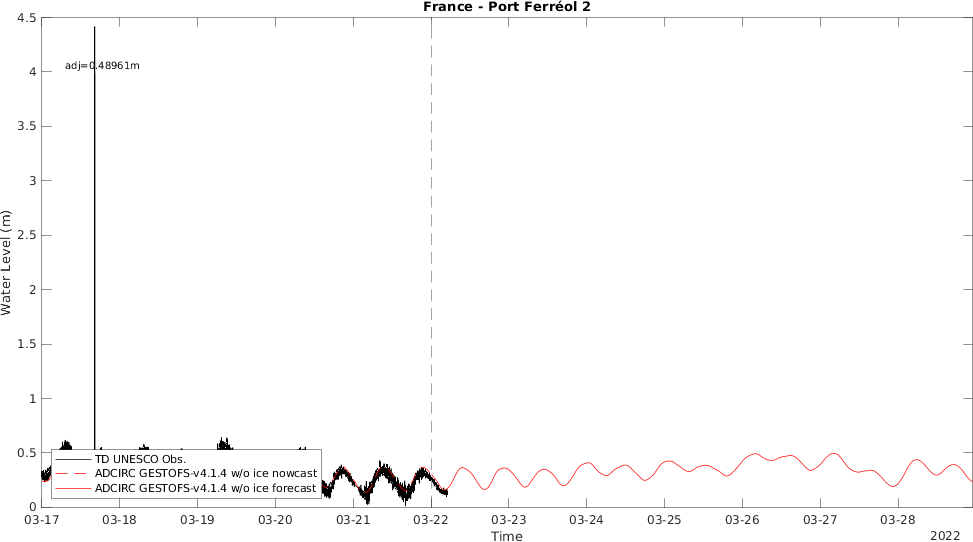 France - Port Ferréol 2
4.5
4
3.5
3
2.5
2
1.5
1
0.5
0
Water Level (m)
adj=0.48961m
TD UNESCO Obs.
ADCIRC GESTOFS-v4.1.4 w/o ice nowcast
ADCIRC GESTOFS-v4.1.4 w/o ice forecast
03-17 03-18 03-19 03-20 03-21 03-22 03-23 03-24 03-25 03-26 03-27 03-28
Time
2022